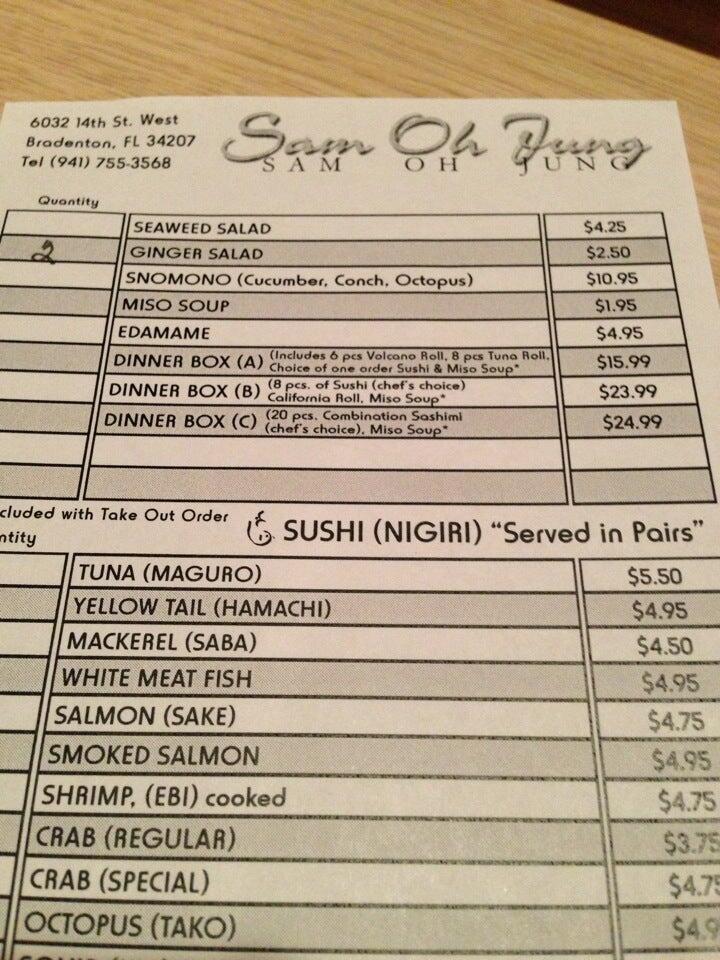 6032 14th St. West
Bradenton, FL 34207
Tel (941) 755-3568
Sam Oh Jung
SAM OH JUNG
Quantity
SEAWEED SALAD $4.25
2 GINGER SALAD $2.50
SNOMONO (Cucumber, Conch, Octopus) $10.95
MISO SOUP $1.95
EDAMAME $4.95
DINNER BOX (A) (Includes 6 pcs Volcano Roll, 8 pcs Tuna Roll, Choice of one order Sushi & Miso Soup* $15.99
DINNER BOX (B) (8 pcs. of Sushi (chef's choice) California Roll, Miso Soup* $23.99
DINNER BOX (C) (20 pcs. Combination Sashimi (chef's choice), Miso Soup* $24.99
cluded with Take Out Order
ntity
SUSHI (NIGIRI) "Served in Pairs"
TUNA (MAGURO) $5.50
YELLOW TAIL (HAMACHI) $4.95
MACKEREL (SABA) $4.50
WHITE MEAT FISH $4.95
SALMON (SAKE) $4.75
SMOKED SALMON $4.95
SHRIMP, (EBI) cooked $4.75
CRAB (REGULAR) $3.75
CRAB (SPECIAL) $4.75
OCTOPUS (TAKO) $4.9